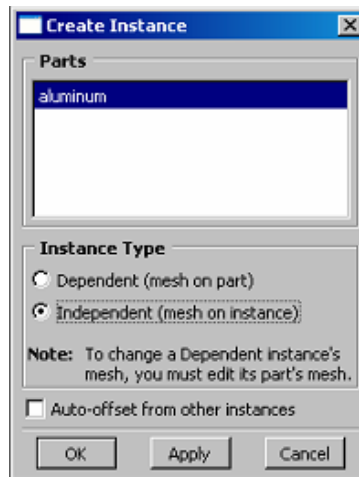 Create Instance
Parts
aluminum
Instance Type
Dependent (mesh on part)
Independent (mesh on instance)
Note: To change a Dependent instance's
mesh, you must edit its part's mesh.
Auto-offset from other instances
OK Apply Cancel